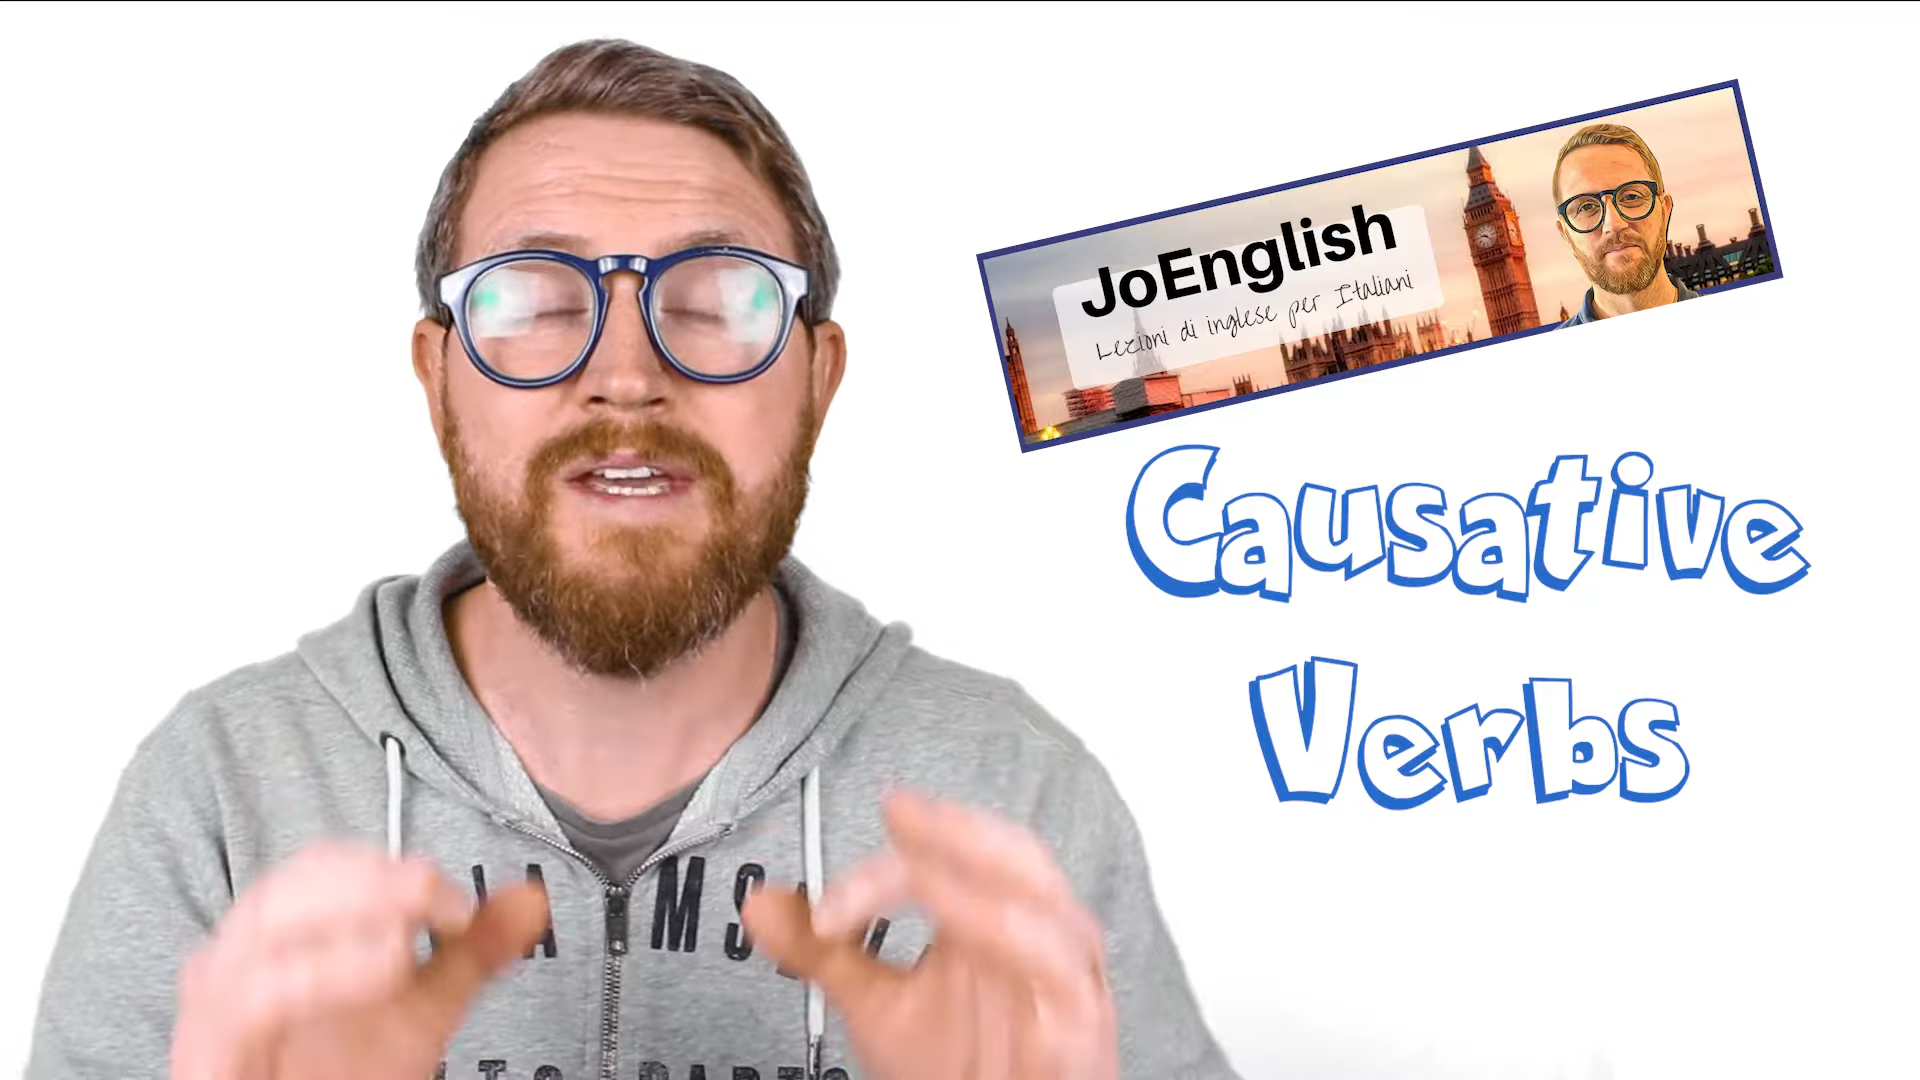 JoEnglish
Lezioni di inglese per Italiani
Causative
Verbs